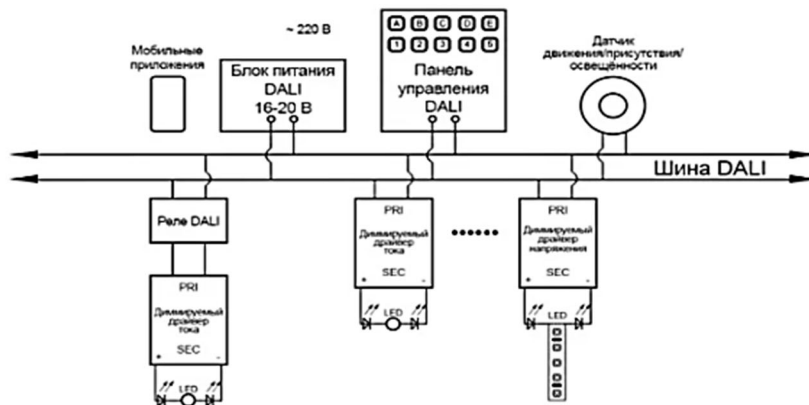 ~ 220 В
Мобильные
приложения
Блок питания
DALI
16-20 В
A B C D E
1 2 3 4 5
Панель
управления
DALI
Датчик
движения/присутствия/
освещённости
Шина DALI
Реле DALI
PRI
Диммируемый
драйвер
тока
+ SEC -
LED
PRI
Диммируемый
драйвер
тока
+ SEC -
LED
PRI
Диммируемый
драйвер
напряжения
+ SEC -
LED